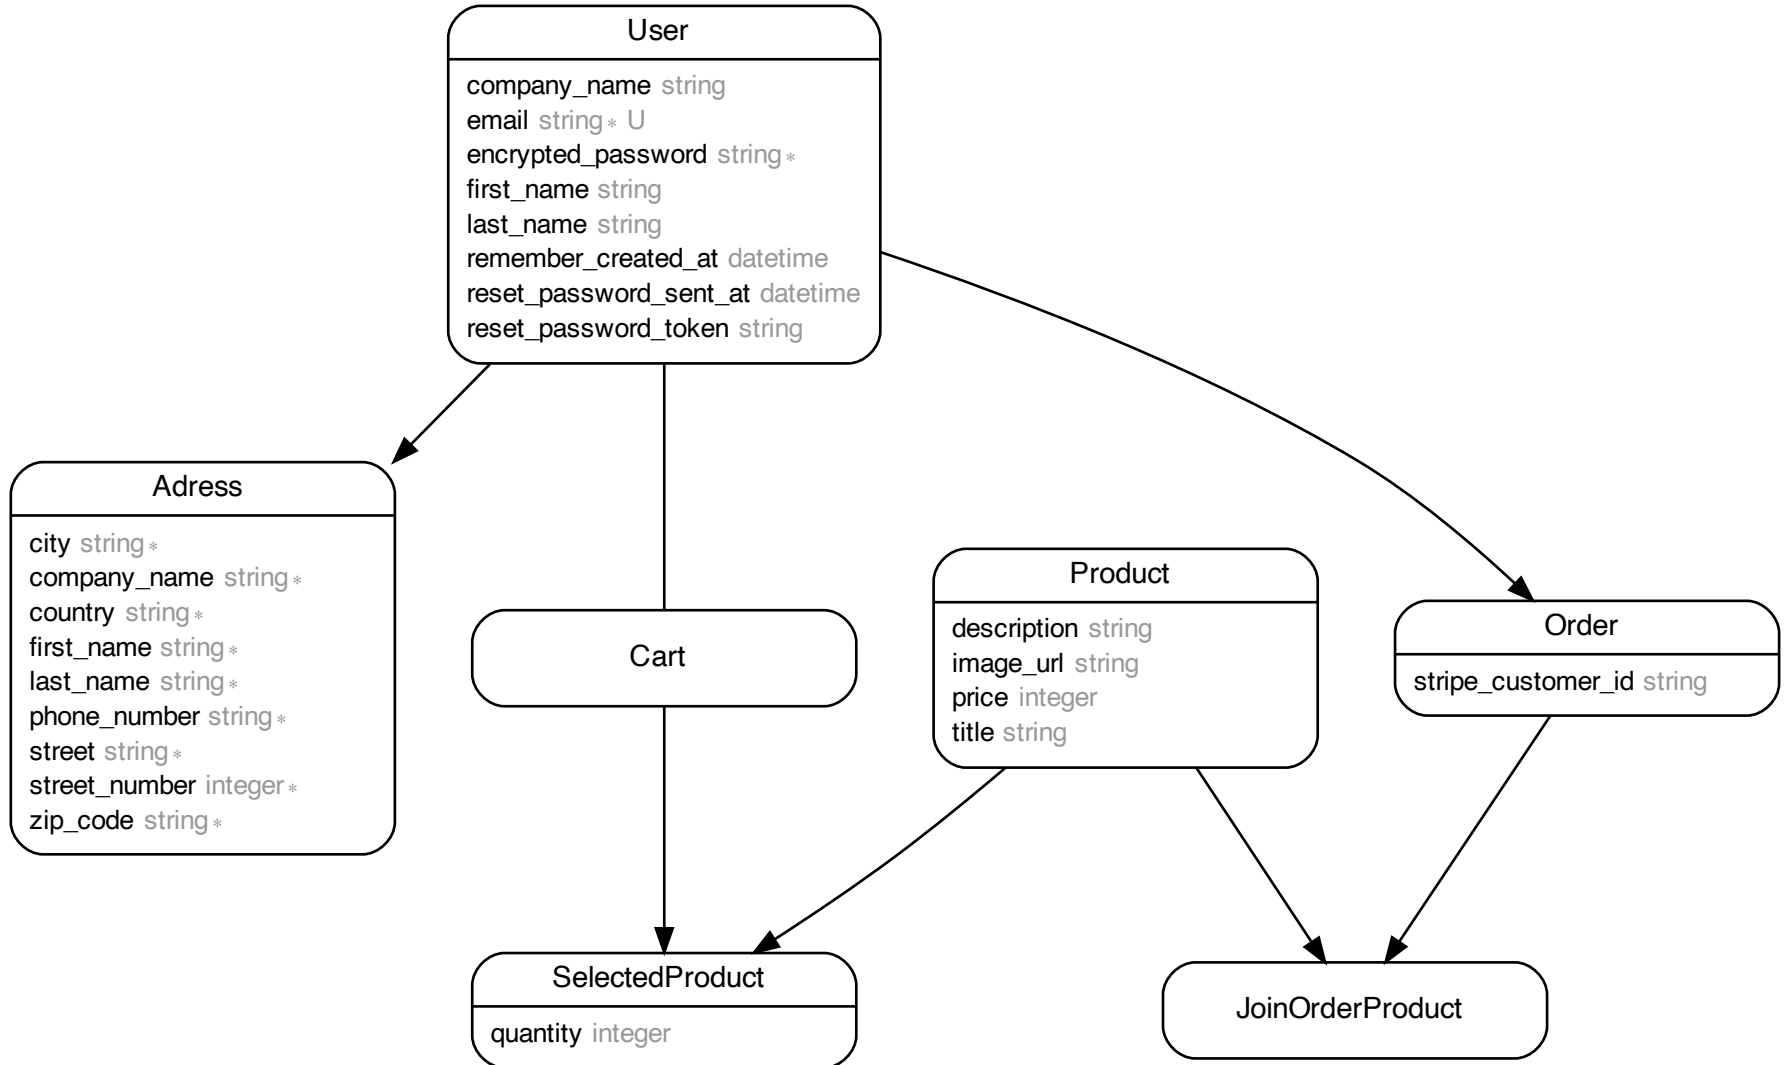 User
company_name string
email string* U
encrypted_password string*
first_name string
last_name string
remember_created_at datetime
reset_password_sent_at datetime
reset_password_token string
Adress
city string*
company_name string*
country string*
first_name string*
last_name string*
phone_number string*
street string*
street_number integer*
zip_code string*
Cart
Product
description string
image_url string
price integer
title string
Order
stripe_customer_id string
SelectedProduct
quantity integer
JoinOrderProduct